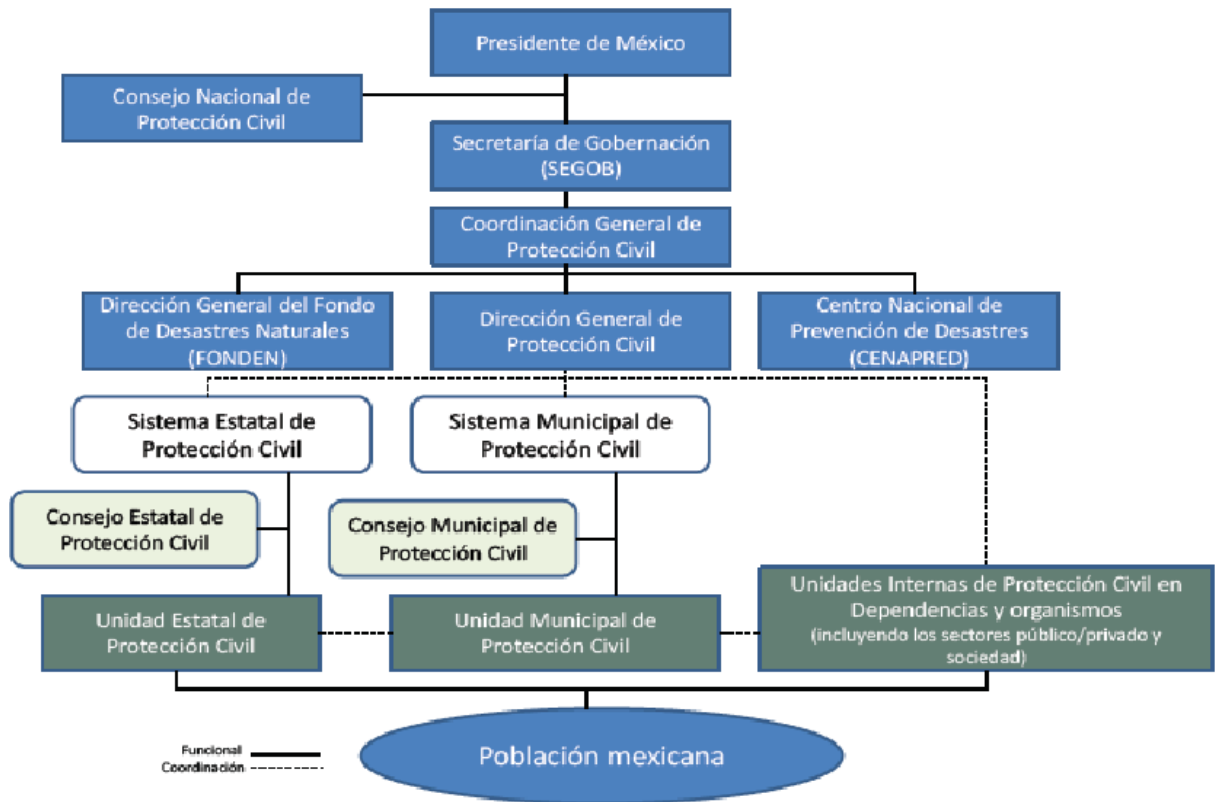 Presidente de México
Consejo Nacional de
Protección Civil
Secretaría de Gobernación
(SEGOB)
Coordinación General de
Protección Civil
Dirección General del Fondo
de Desastres Naturales
(FONDEN)
Dirección General de
Protección Civil
Centro Nacional de
Prevención de Desastres
(CENAPRED)
Sistema Estatal de
Protección Civil
Sistema Municipal de
Protección Civil
Consejo Estatal de
Protección Civil
Consejo Municipal de
Protección Civil
Unidad Estatal de
Protección Civil
Unidad Municipal de
Protección Civil
Unidades Internas de Protección Civil en
Dependencias y organismos
(incluyendo los sectores público/privado y
sociedad)
Funcional
Coordinación
Población mexicana